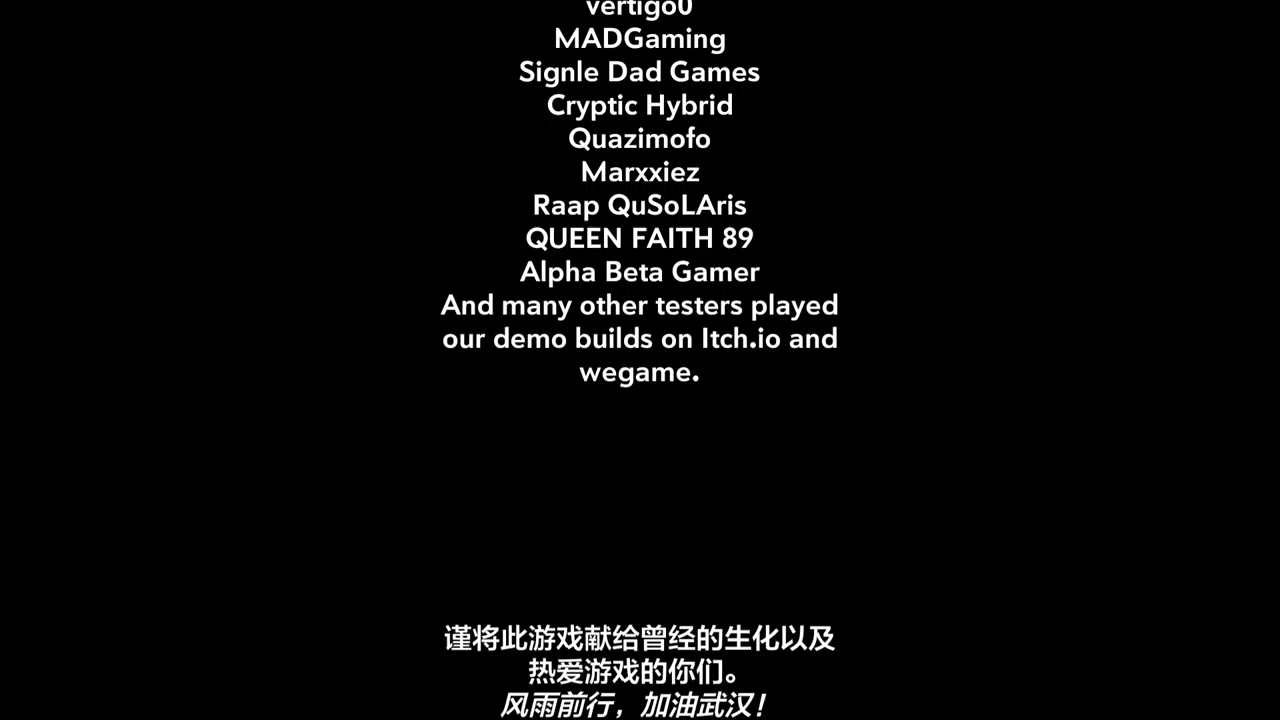 vertigo0
MADGaming
Signle Dad Games
Cryptic Hybrid
Quazimofo
Marxxiez
Raap QuSoLAris
QUEEN FAITH 89
Alpha Beta Gamer
And many other testers played
our demo builds on Itch.io and
wegame.
谨将此游戏献给曾经的生化以及
热爱游戏的你们。
风雨前行，加油武汉！